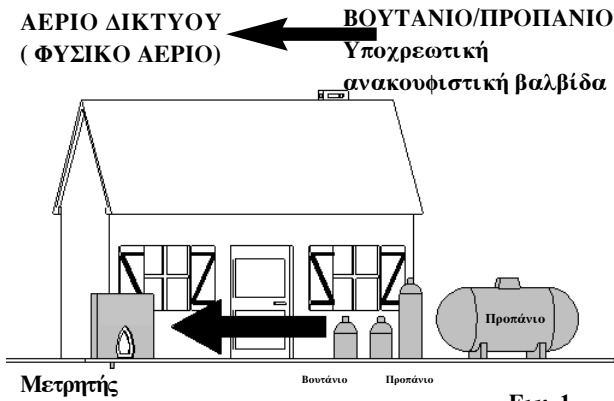 ΑΕΡΙΟ ΔΙΚΤΥΟΥ
( ΦΥΣΙΚΟ ΑΕΡΙΟ)
ΒΟΥΤΑΝΙΟ/ΠΡΟΠΑΝΙΟ
Υποχρεωτική
ανακουφιστική βαλβίδα
Προπάνιο
Μετρητής
Βουτάνιο
Προπάνιο